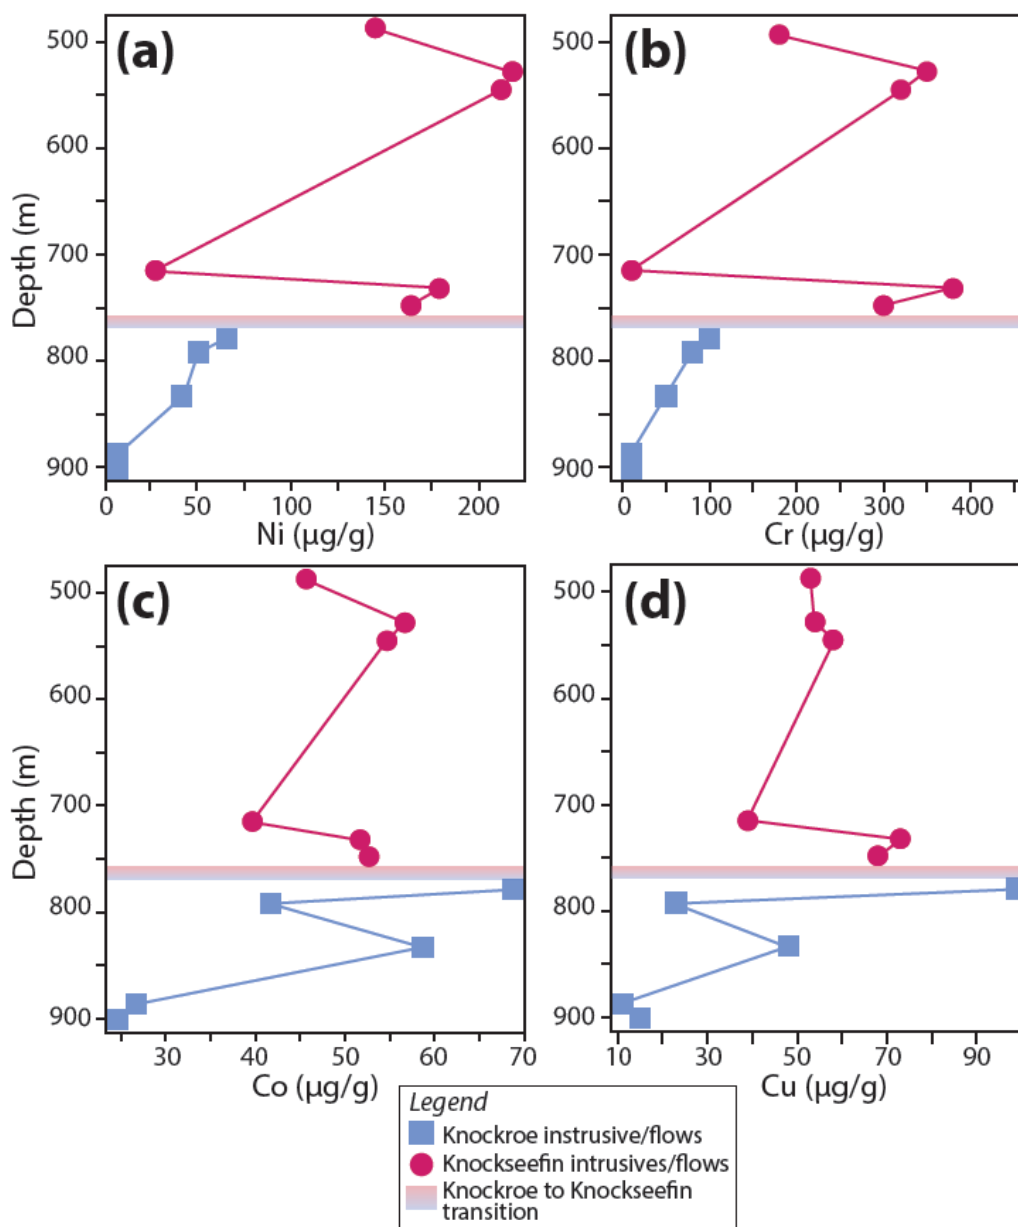 (a)
500
600
700
800
900
Depth (m)
0
50
100
150
200
Ni (µg/g)
(b)
500
600
700
800
900
0
100
200
300
400
Cr (µg/g)
(c)
500
600
700
800
900
Depth (m)
30
40
50
60
70
Co (µg/g)
(d)
500
600
700
800
900
10
30
50
70
90
Cu (µg/g)
Legend
Knockroe instrusive/flows
Knockseefin intrusives/flows
Knockroe to Knockseefin
transition